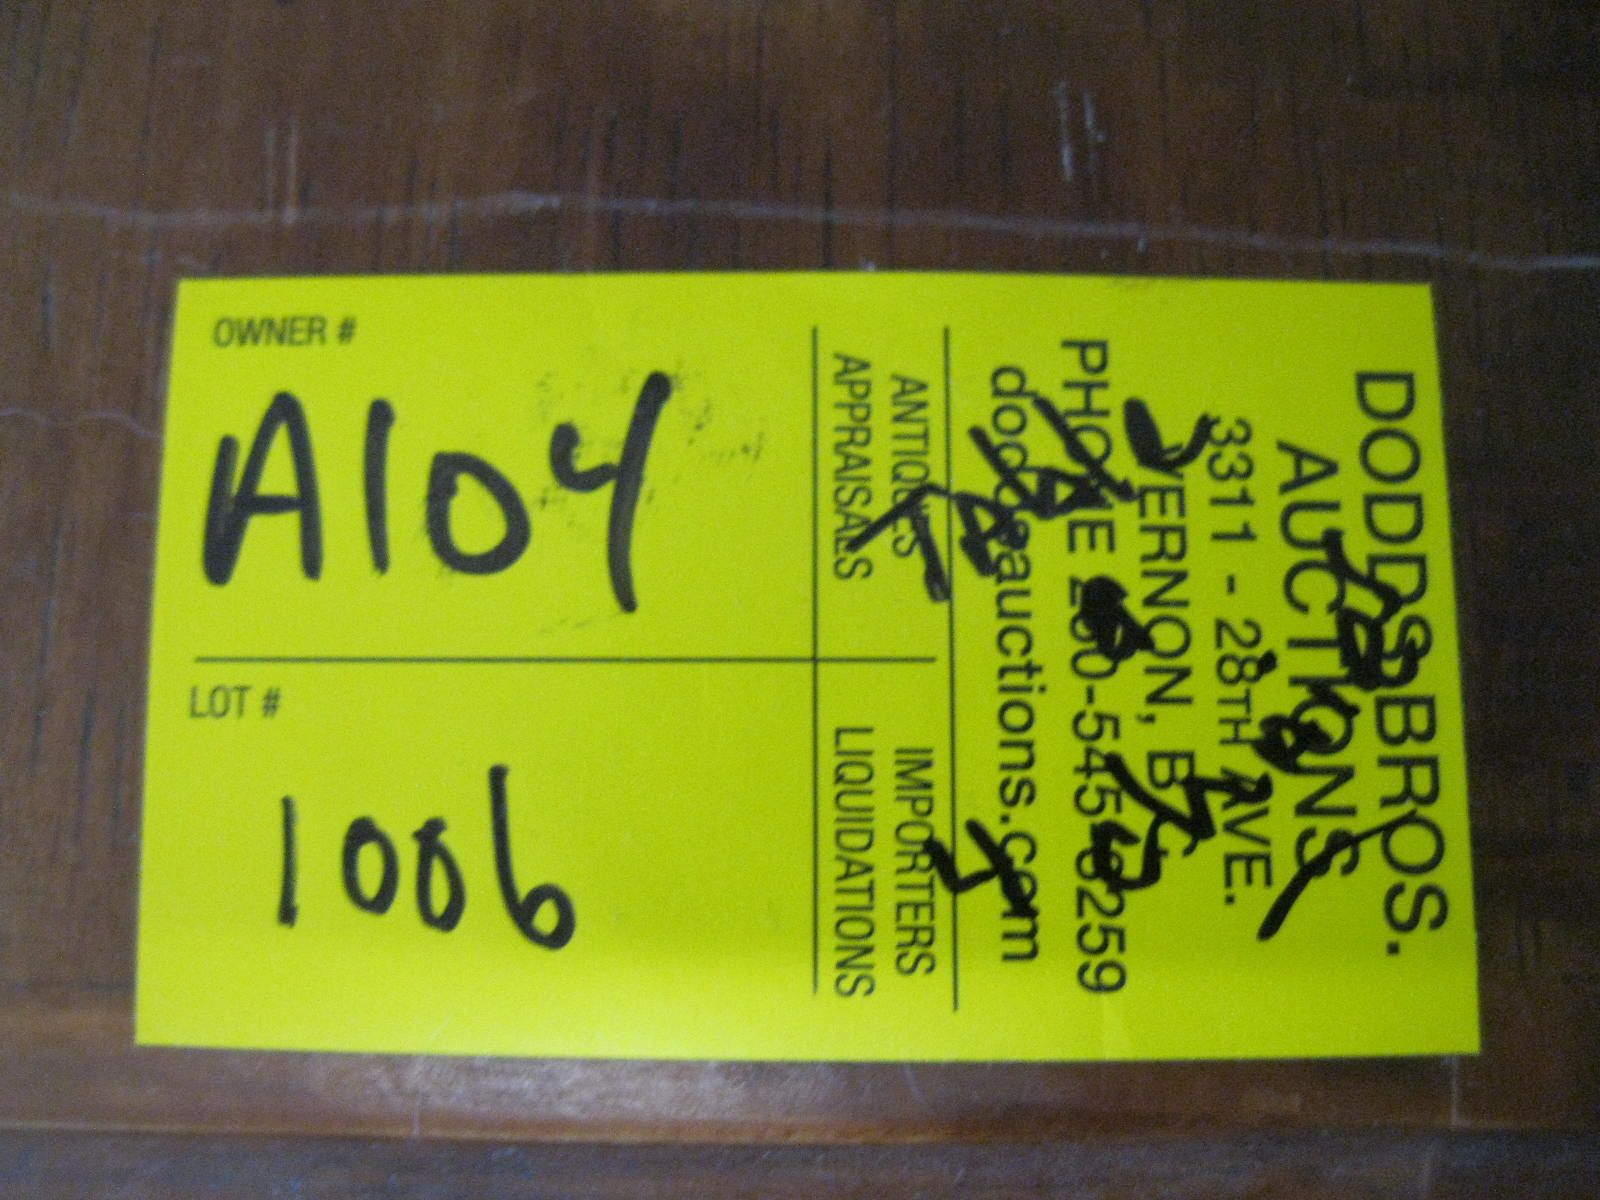 OWNER #
A104
LOT #
1006
DODDS BROS.
AUCTIONS
3311 - 28TH AVE.
VERNON, BC
PHONE 250-545-3259
doddsauctions.com
ANTIQUES IMPORTERS
APPRAISALS LIQUIDATIONS